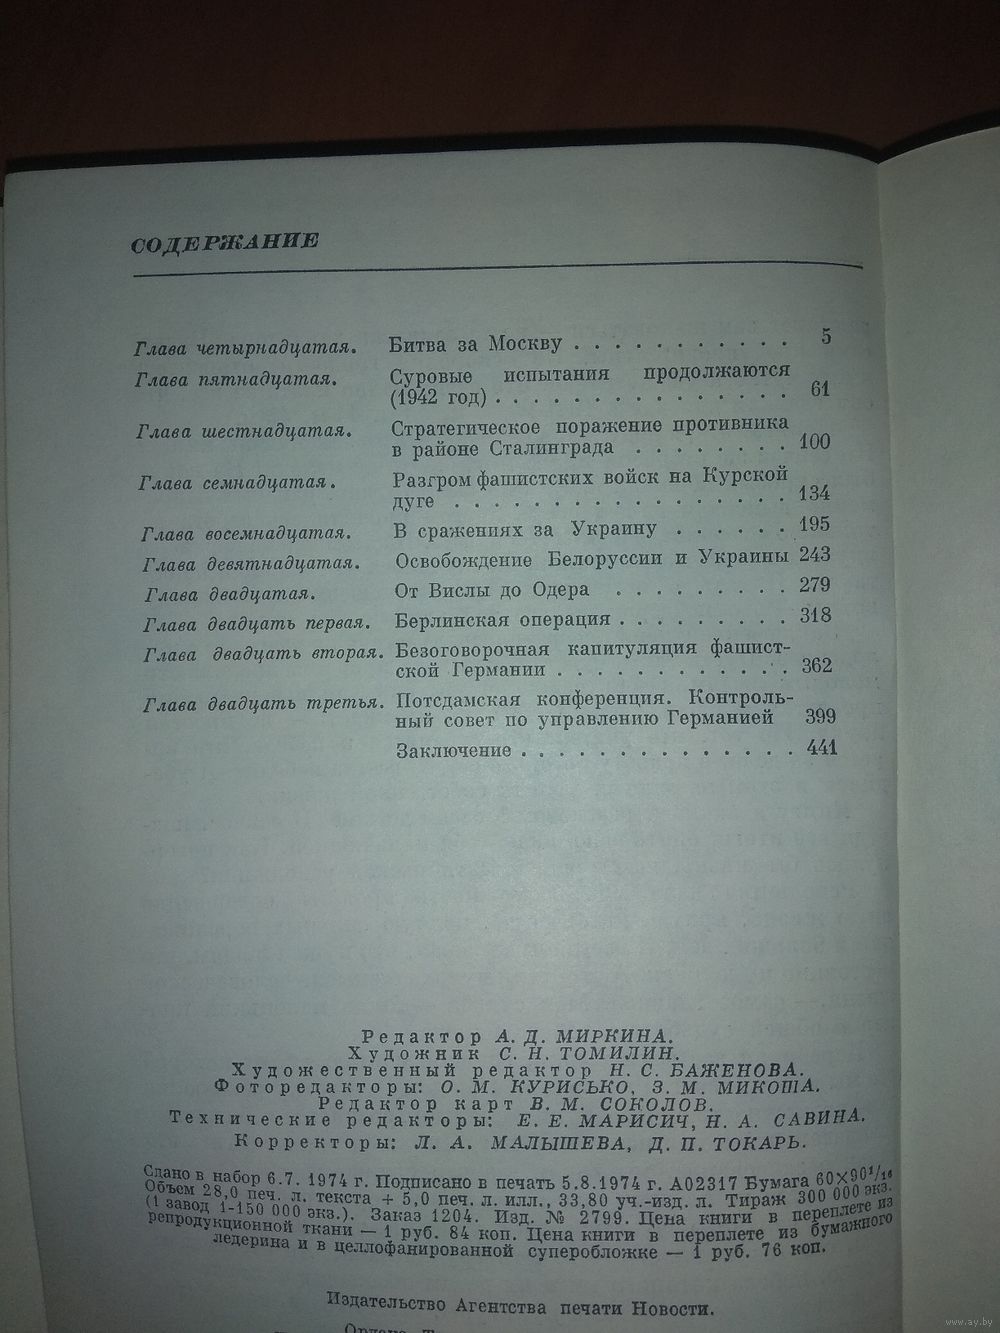 СОДЕРЖАНИЕ
Глава четырнадцатая. Битва за Москву . . . . . . . . . . . 5
Глава пятнадцатая. Суровые испытания продолжаются
(1942 год) . . . . . . . . . . . . . . . 61
Глава шестнадцатая. Стратегическое поражение противника
в районе Сталинграда . . . . . . . . 100
Глава семнадцатая. Разгром фашистских войск на Курской
дуге . . . . . . . . . . . . . . . . . . 134
Глава восемнадцатая. В сражениях за Украину . . . . . . 195
Глава девятнадцатая. Освобождение Белоруссии и Украины 243
Глава двадцатая. От Вислы до Одера . . . . . . . . . 279
Глава двадцать первая. Берлинская операция . . . . . . . . . 318
Глава двадцать вторая. Безоговорочная капитуляция фашист-
ской Германии . . . . . . . . . . . . . 362
Глава двадцать третья. Потсдамская конференция. Контроль-
ный совет по управлению Германией 399
Заключение . . . . . . . . . . . . . . 441
Редактор А. Д. МИРКИНА.
Художник С. Н. ТОМИЛИН.
Художественный редактор Н. С. БАЖЕНОВА.
Фоторедакторы: О. М. КУРИСЬКО, З. М. МИКОША.
Редактор карт В. М. СОКОЛОВ.
Технические редакторы: Е. Е. МАРИСИЧ, Н. А. САВИНА.
Корректоры: Л. А. МАЛЫШЕВА, Д. П. ТОКАРЬ.
Сдано в набор 6.7. 1974 г. Подписано в печать 5.8.1974 г. А02317 Бумага 60×90¹/₁₆
Объем 28,0 печ. л. текста + 5,0 печ. л. илл., 33,80 уч.-изд. л. Тираж 300 000 экз.
(1 завод 1-150 000 экз.). Заказ 1204. Изд. № 2799. Цена книги в переплете из
репродукционной ткани — 1 руб. 84 коп. Цена книги в переплете из бумажного
ледерина и в целлофанированной суперобложке — 1 руб. 76 коп.
Издательство Агентства печати Новости.
www.ay.by